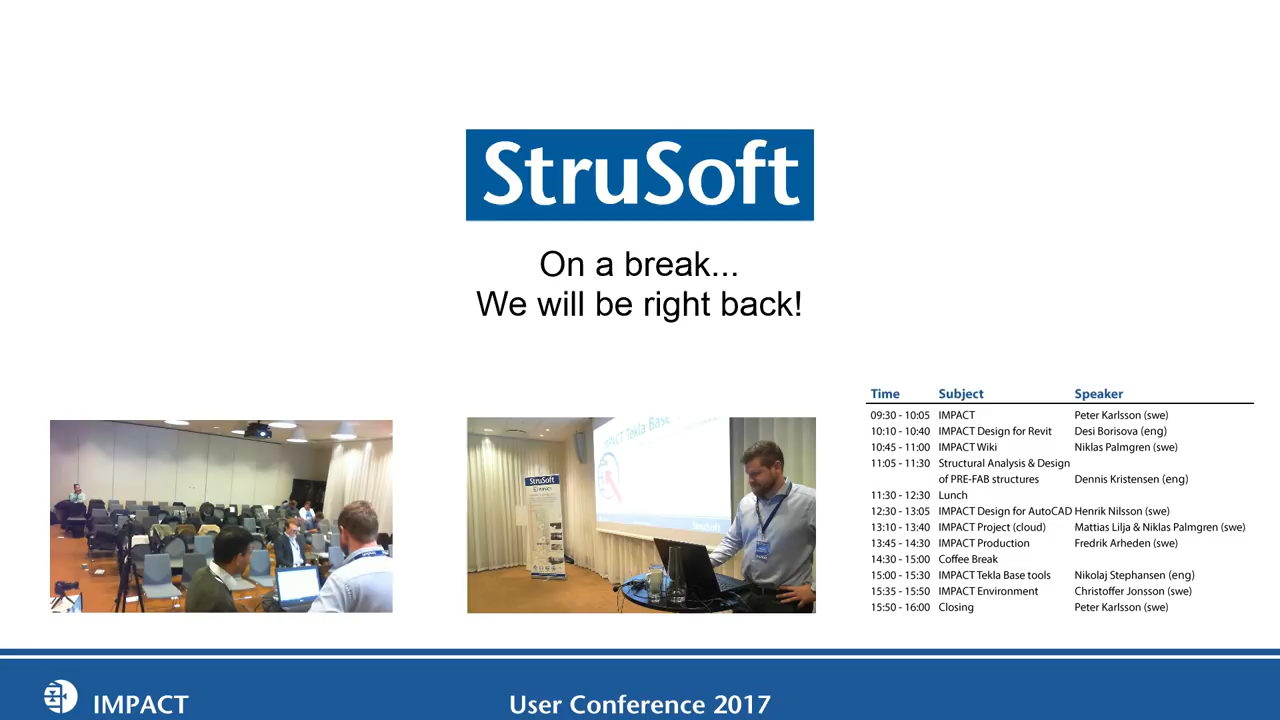 StruSoft
On a break...
We will be right back!
Time Subject Speaker
09:30 - 10:05 IMPACT Peter Karlsson (swe)
10:10 - 10:40 IMPACT Design for Revit Desi Borisova (eng)
10:45 - 11:00 IMPACT Wiki Niklas Palmgren (swe)
11:05 - 11:30 Structural Analysis & Design
of PRE-FAB structures Dennis Kristensen (eng)
11:30 - 12:30 Lunch
12:30 - 13:05 IMPACT Design for AutoCAD Henrik Nilsson (swe)
13:10 - 13:40 IMPACT Project (cloud) Mattias Lilja & Niklas Palmgren (swe)
13:45 - 14:30 IMPACT Production Fredrik Arheden (swe)
14:30 - 15:00 Coffee Break
15:00 - 15:30 IMPACT Tekla Base tools Nikolaj Stephansen (eng)
15:35 - 15:50 IMPACT Environment Christoffer Jonsson (swe)
15:50 - 16:00 Closing Peter Karlsson (swe)
Tekla Base
StruSoft
StruSoft
IMPACT
User Conference 2017